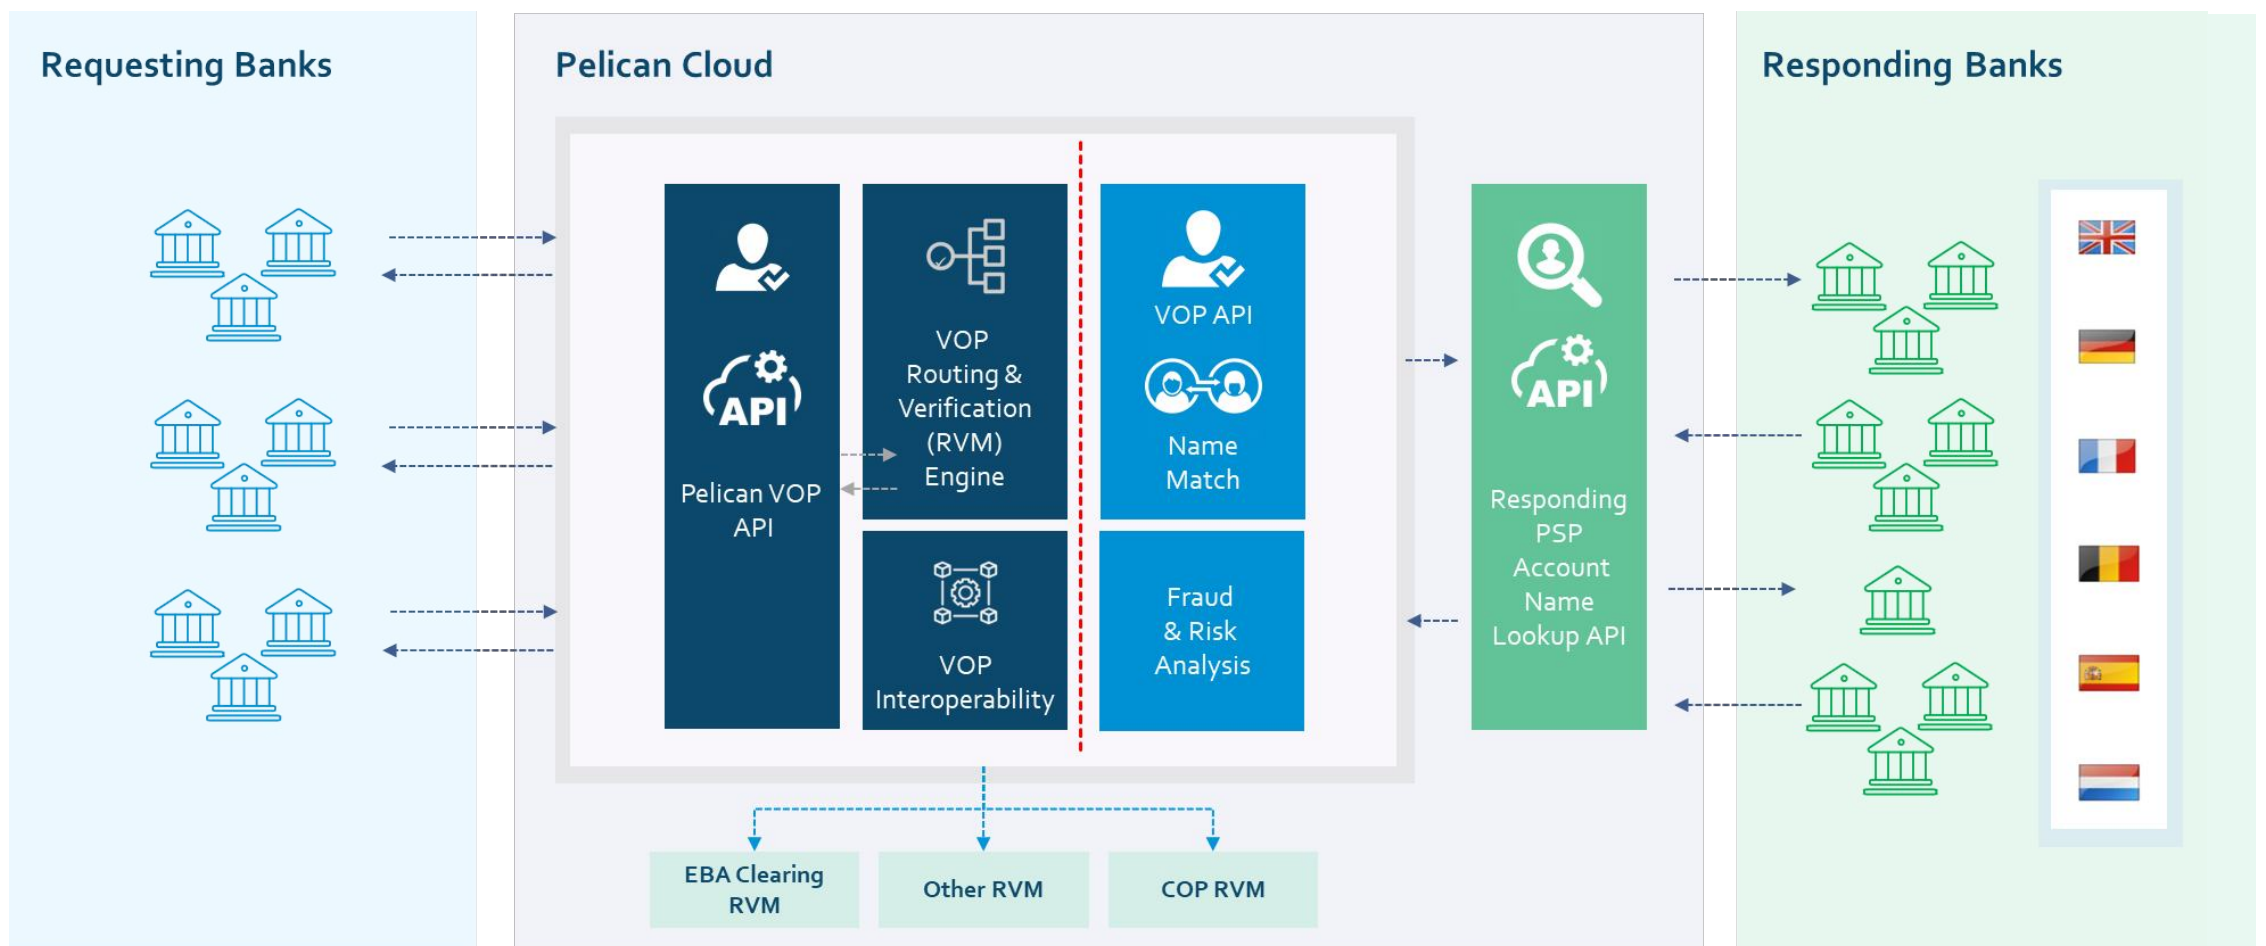 Requesting Banks
Pelican Cloud
Responding Banks
API
Pelican VOP
API
VOP
Routing &
Verification
(RVM)
Engine
VOP
Interoperability
VOP API
Name
Match
Fraud
& Risk
Analysis
API
Responding
PSP
Account
Name
Lookup API
EBA Clearing
RVM
Other RVM
COP RVM